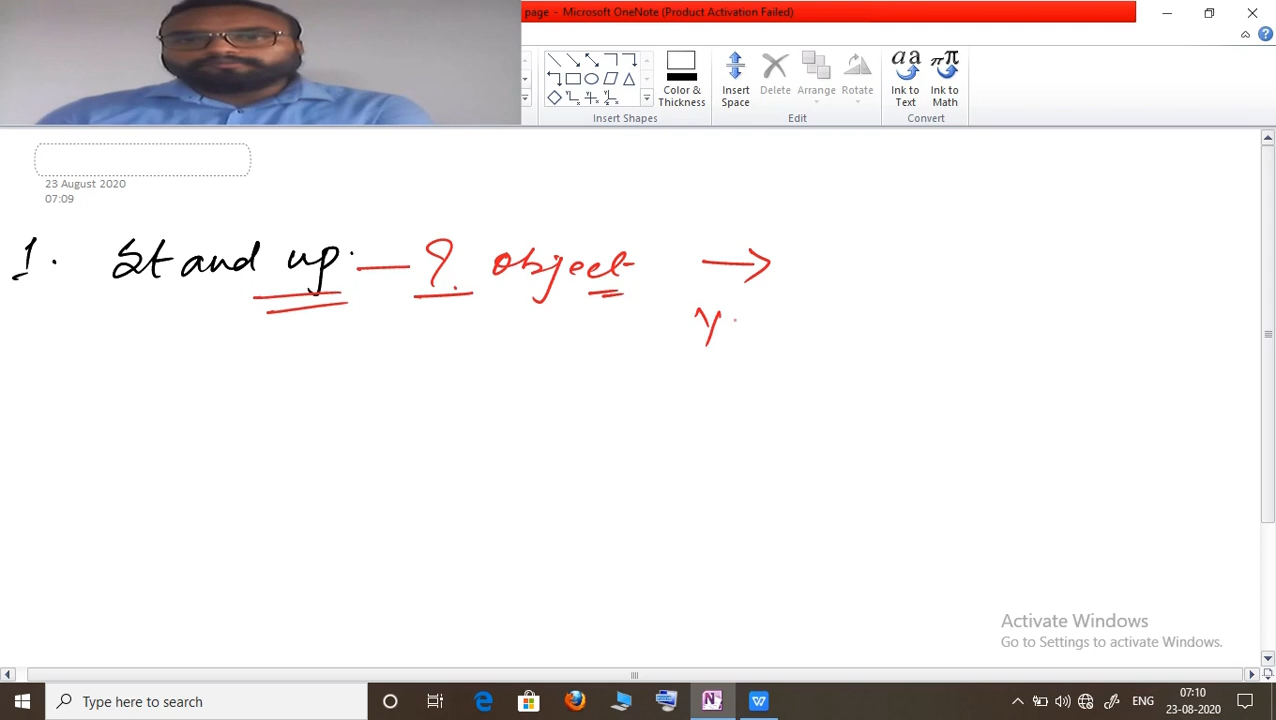 page - Microsoft OneNote (Product Activation Failed)
Color & Thickness
Insert Space
Delete
Arrange
Rotate
Ink to Text
Ink to Math
Insert Shapes
Edit
Convert
23 August 2020
07:09
1. Stand up. — ? object →
Y
Activate Windows
Go to Settings to activate Windows.
Type here to search
ENG
07:10
23-08-2020